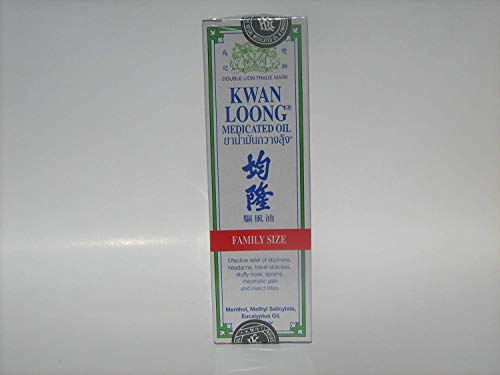 DOUBLE LION TRADE MARK
KWAN
LOONG®
MEDICATED OIL
ยาน้ำมันกวางลุ้ง®
均隆
驅風油
FAMILY SIZE
Effective relief of dizziness,
headache, travel sickness,
stuffy nose, sprains,
rheumatic pain
and insect bites.
Menthol, Methyl Salicylate,
Eucalyptus Oil,